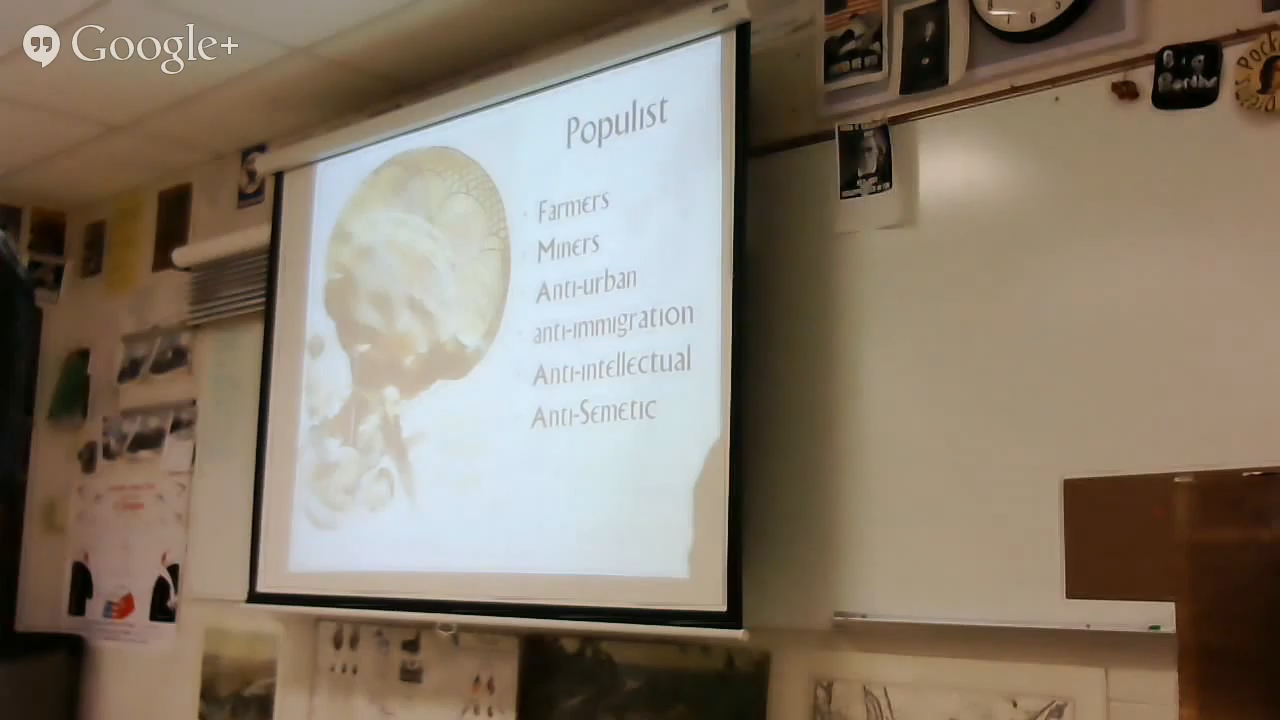 Google+
Populist
Farmers
Miners
Anti-urban
anti-immigration
Anti-intellectual
Anti-Semetic